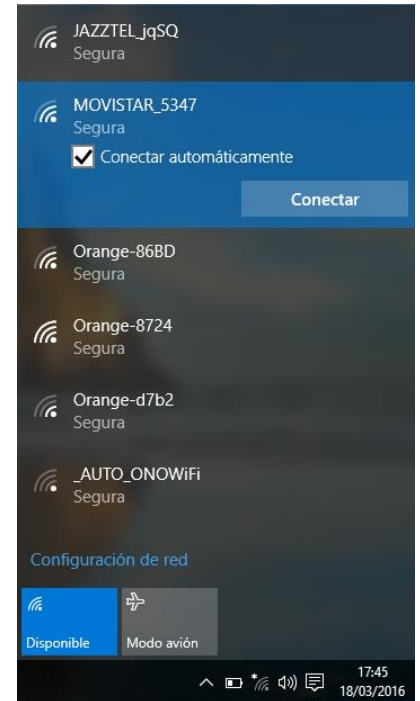 JAZZTEL_jqSQ
Segura
MOVISTAR_5347
Segura
Conectar automáticamente
Conectar
Orange-86BD
Segura
Orange-8724
Segura
Orange-d7b2
Segura
_AUTO_ONOWiFi
Segura
Configuración de red
Disponible
Modo avión
17:45
18/03/2016